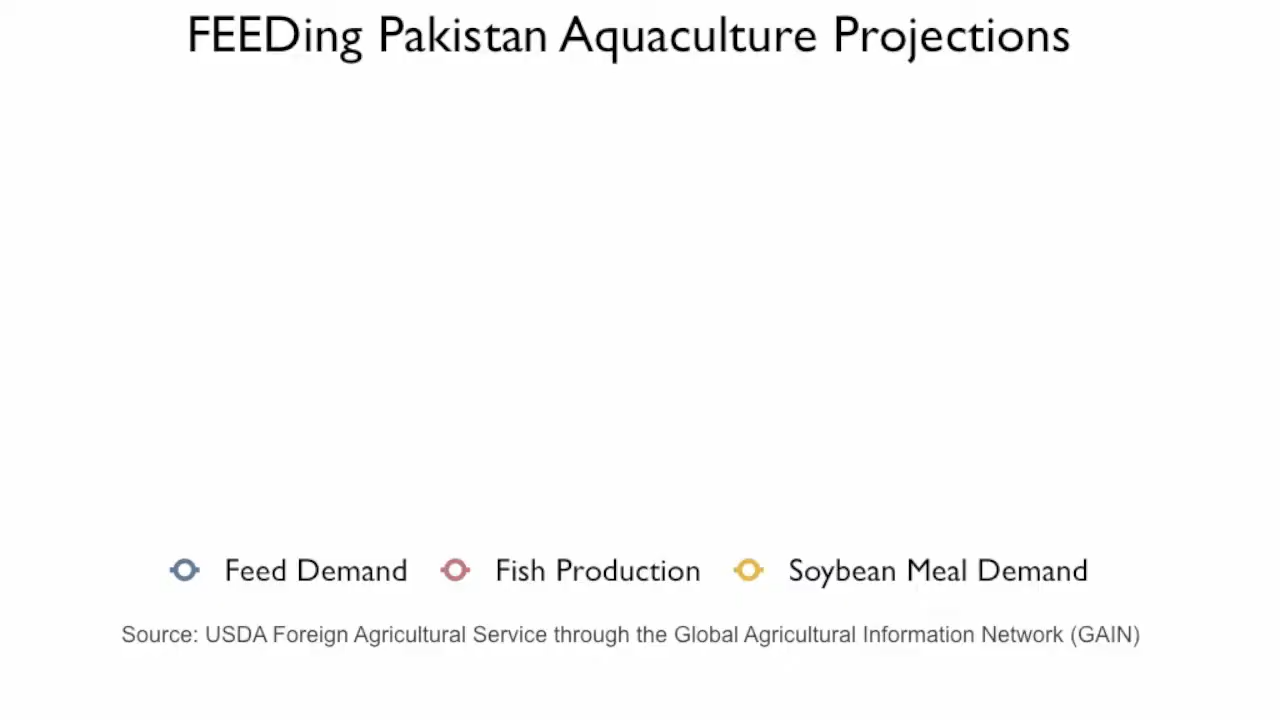 FEEDing Pakistan Aquaculture Projections
Feed Demand Fish Production Soybean Meal Demand
Source: USDA Foreign Agricultural Service through the Global Agricultural Information Network (GAIN)